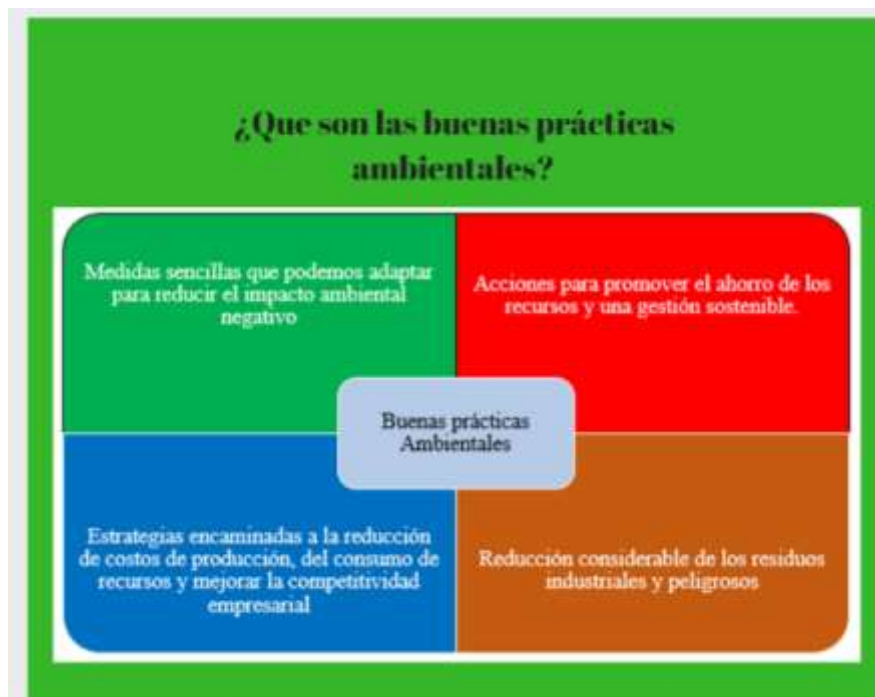 ¿Que son las buenas prácticas
ambientales?
Medidas sencillas que podemos adaptar
para reducir el impacto ambiental
negativo
Acciones para promover el ahorro de los
recursos y una gestión sostenible.
Buenas prácticas
Ambientales
Estrategias encaminadas a la reducción
de costos de producción, del consumo de
recursos y mejorar la competitividad
empresarial
Reducción considerable de los residuos
industriales y peligrosos